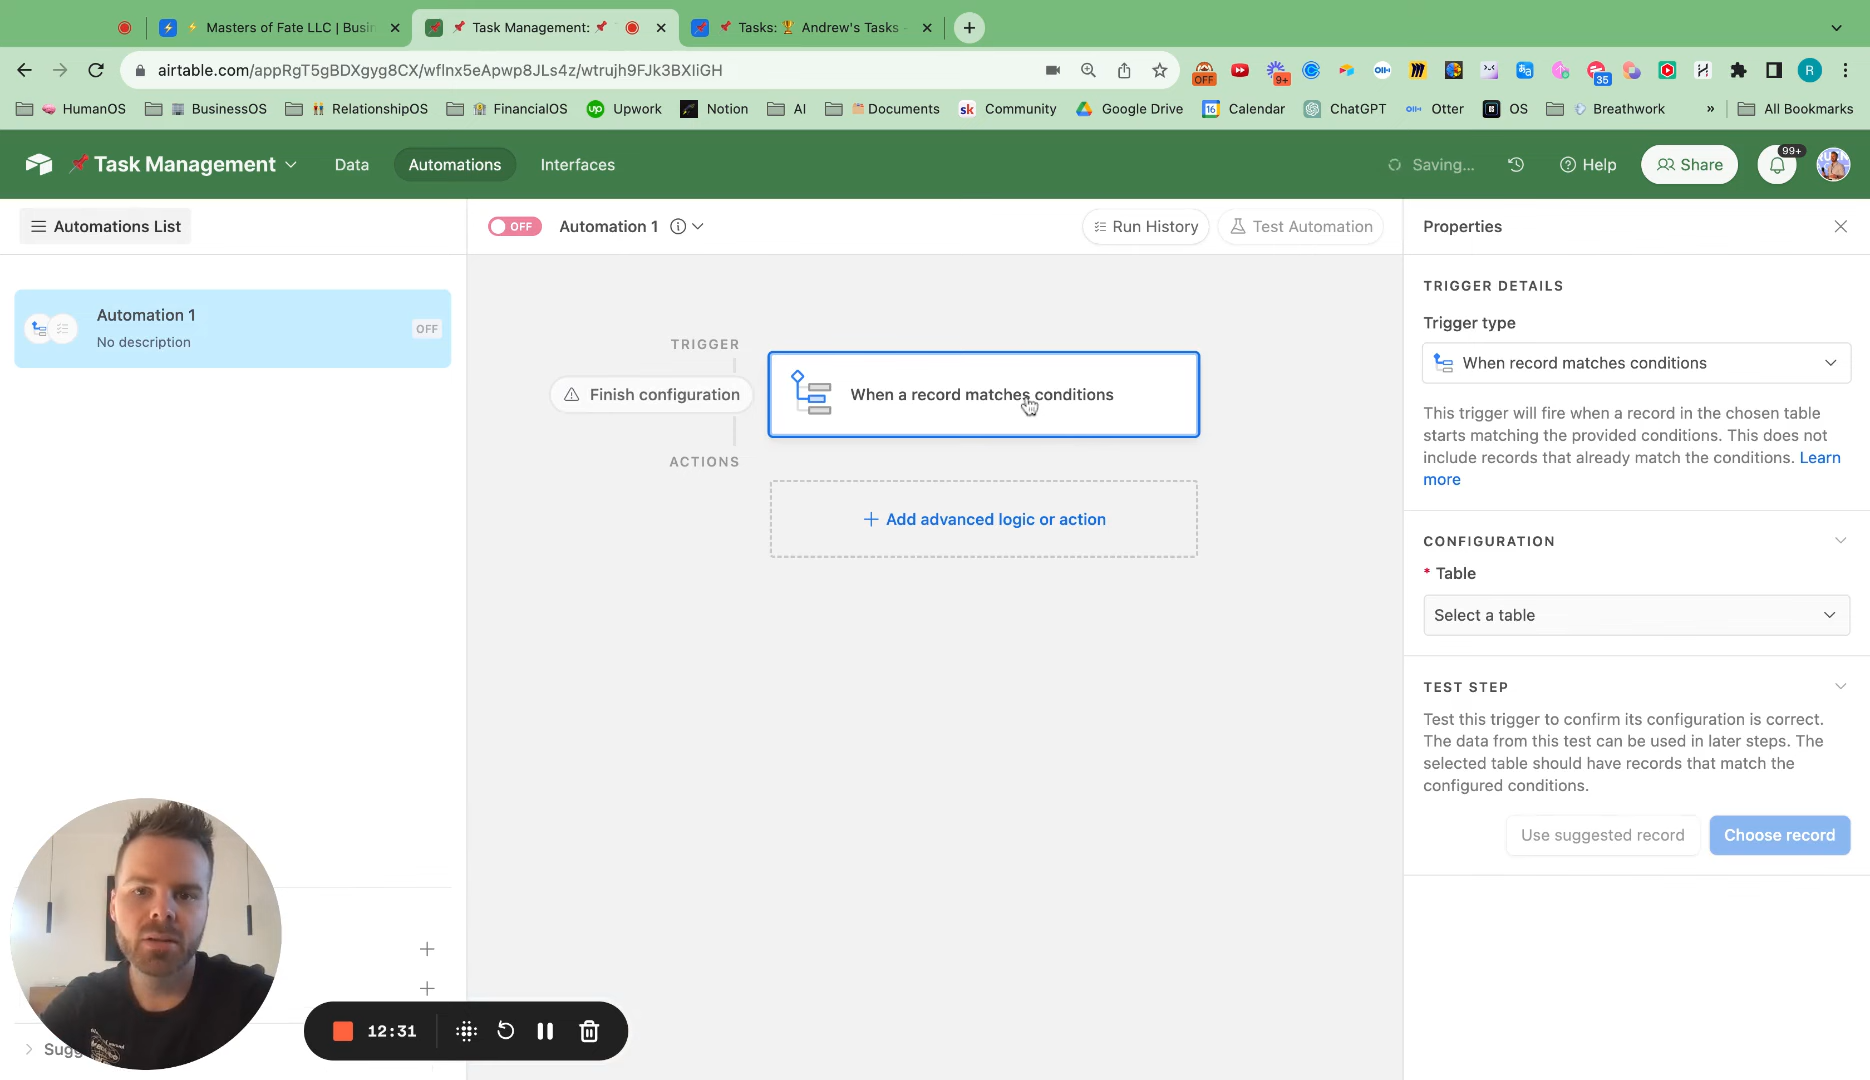 Masters of Fate LLC | Busin
Task Management:
Tasks: Andrew's Tasks -
airtable.com/appRgT5gBDXgyg8CX/wflnx5eApwp8JLs4z/wtrujh9FJk3BXIiGH
OFF
9+
35
R
HumanOS
BusinessOS
RelationshipOS
FinancialOS
Upwork
Notion
AI
Documents
Community
Google Drive
Calendar
ChatGPT
Otter
OS
Breathwork
»
All Bookmarks
Task Management
Data
Automations
Interfaces
Saving...
Help
Share
99+
Automations List
OFF
Automation 1
Run History
Test Automation
Properties
Automation 1
No description
OFF
TRIGGER
Finish configuration
When a record matches conditions
ACTIONS
+ Add advanced logic or action
TRIGGER DETAILS
Trigger type
When record matches conditions
This trigger will fire when a record in the chosen table
starts matching the provided conditions. This does not
include records that already match the conditions. Learn
more
CONFIGURATION
* Table
Select a table
TEST STEP
Test this trigger to confirm its configuration is correct.
The data from this test can be used in later steps. The
selected table should have records that match the
configured conditions.
Use suggested record
Choose record
12:31